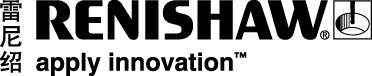 雷尼绍
RENISHAW®
apply innovation™